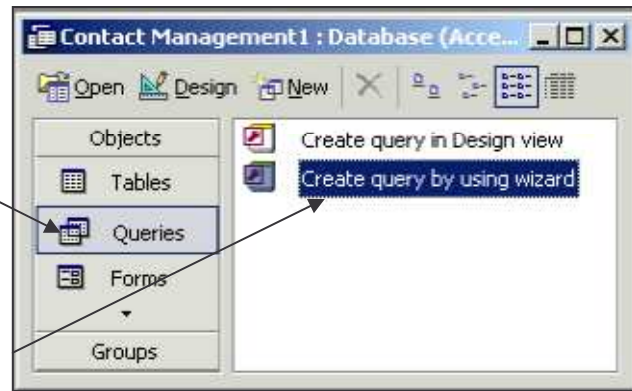 Contact Management1 : Database (Acce...
Open Design New
Objects
Tables
Queries
Forms
Groups
Create query in Design view
Create query by using wizard